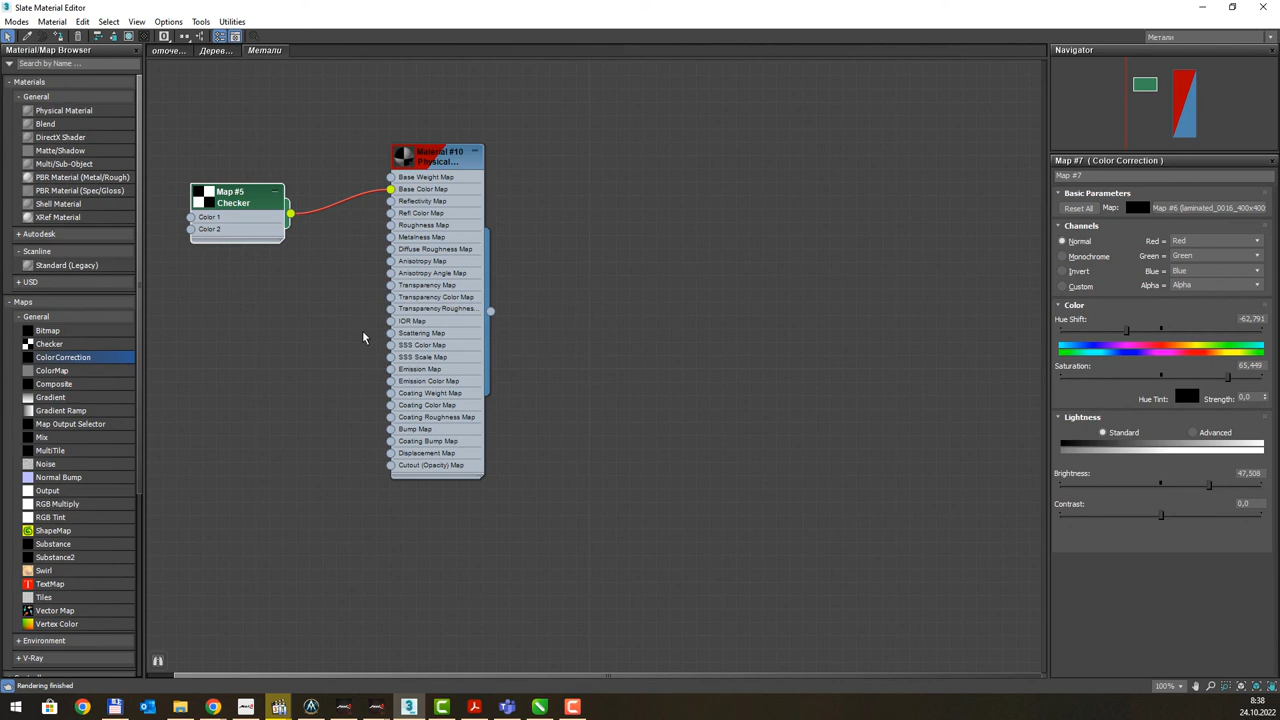 Slate Material Editor
Modes Material Edit Select View Options Tools Utilities
Material/Map Browser
Search by Name ...
- Materials
- General
Physical Material
Blend
DirectX Shader
Matte/Shadow
Multi/Sub-Object
PBR Material (Metal/Rough)
PBR Material (Spec/Gloss)
Shell Material
XRef Material
+ Autodesk
- Scanline
Standard (Legacy)
+ USD
- Maps
- General
Bitmap
Checker
ColorCorrection
ColorMap
Composite
Gradient
Gradient Ramp
Map Output Selector
Mix
MultiTile
Noise
Normal Bump
Output
RGB Multiply
RGB Tint
ShapeMap
Substance
Substance2
Swirl
TextMap
Tiles
Vector Map
Vertex Color
+ Environment
+ V-Ray
оточе... Дерев... Метали
Map #5
Checker
Color 1
Color 2
Material #10
Physical...
Base Weight Map
Base Color Map
Reflectivity Map
Refl Color Map
Roughness Map
Metalness Map
Diffuse Roughness Map
Anisotropy Map
Anisotropy Angle Map
Transparency Map
Transparency Color Map
Transparency Roughnes...
IOR Map
Scattering Map
SSS Color Map
SSS Scale Map
Emission Map
Emission Color Map
Coating Weight Map
Coating Color Map
Coating Roughness Map
Bump Map
Coating Bump Map
Displacement Map
Cutout (Opacity) Map
Метали
Navigator
Map #7 ( Color Correction )
Map #7
Basic Parameters
Reset All Map: Map #6 (laminated_0016_400x400
Channels
Normal Red = Red
Monochrome Green = Green
Invert Blue = Blue
Custom Alpha = Alpha
Color
Hue Shift: -62,791
Saturation: 65,449
Hue Tint: Strength: 0,0
Lightness
Standard Advanced
Brightness: 47,508
Contrast: 0,0
Rendering finished
100%
8:38
24.10.2022